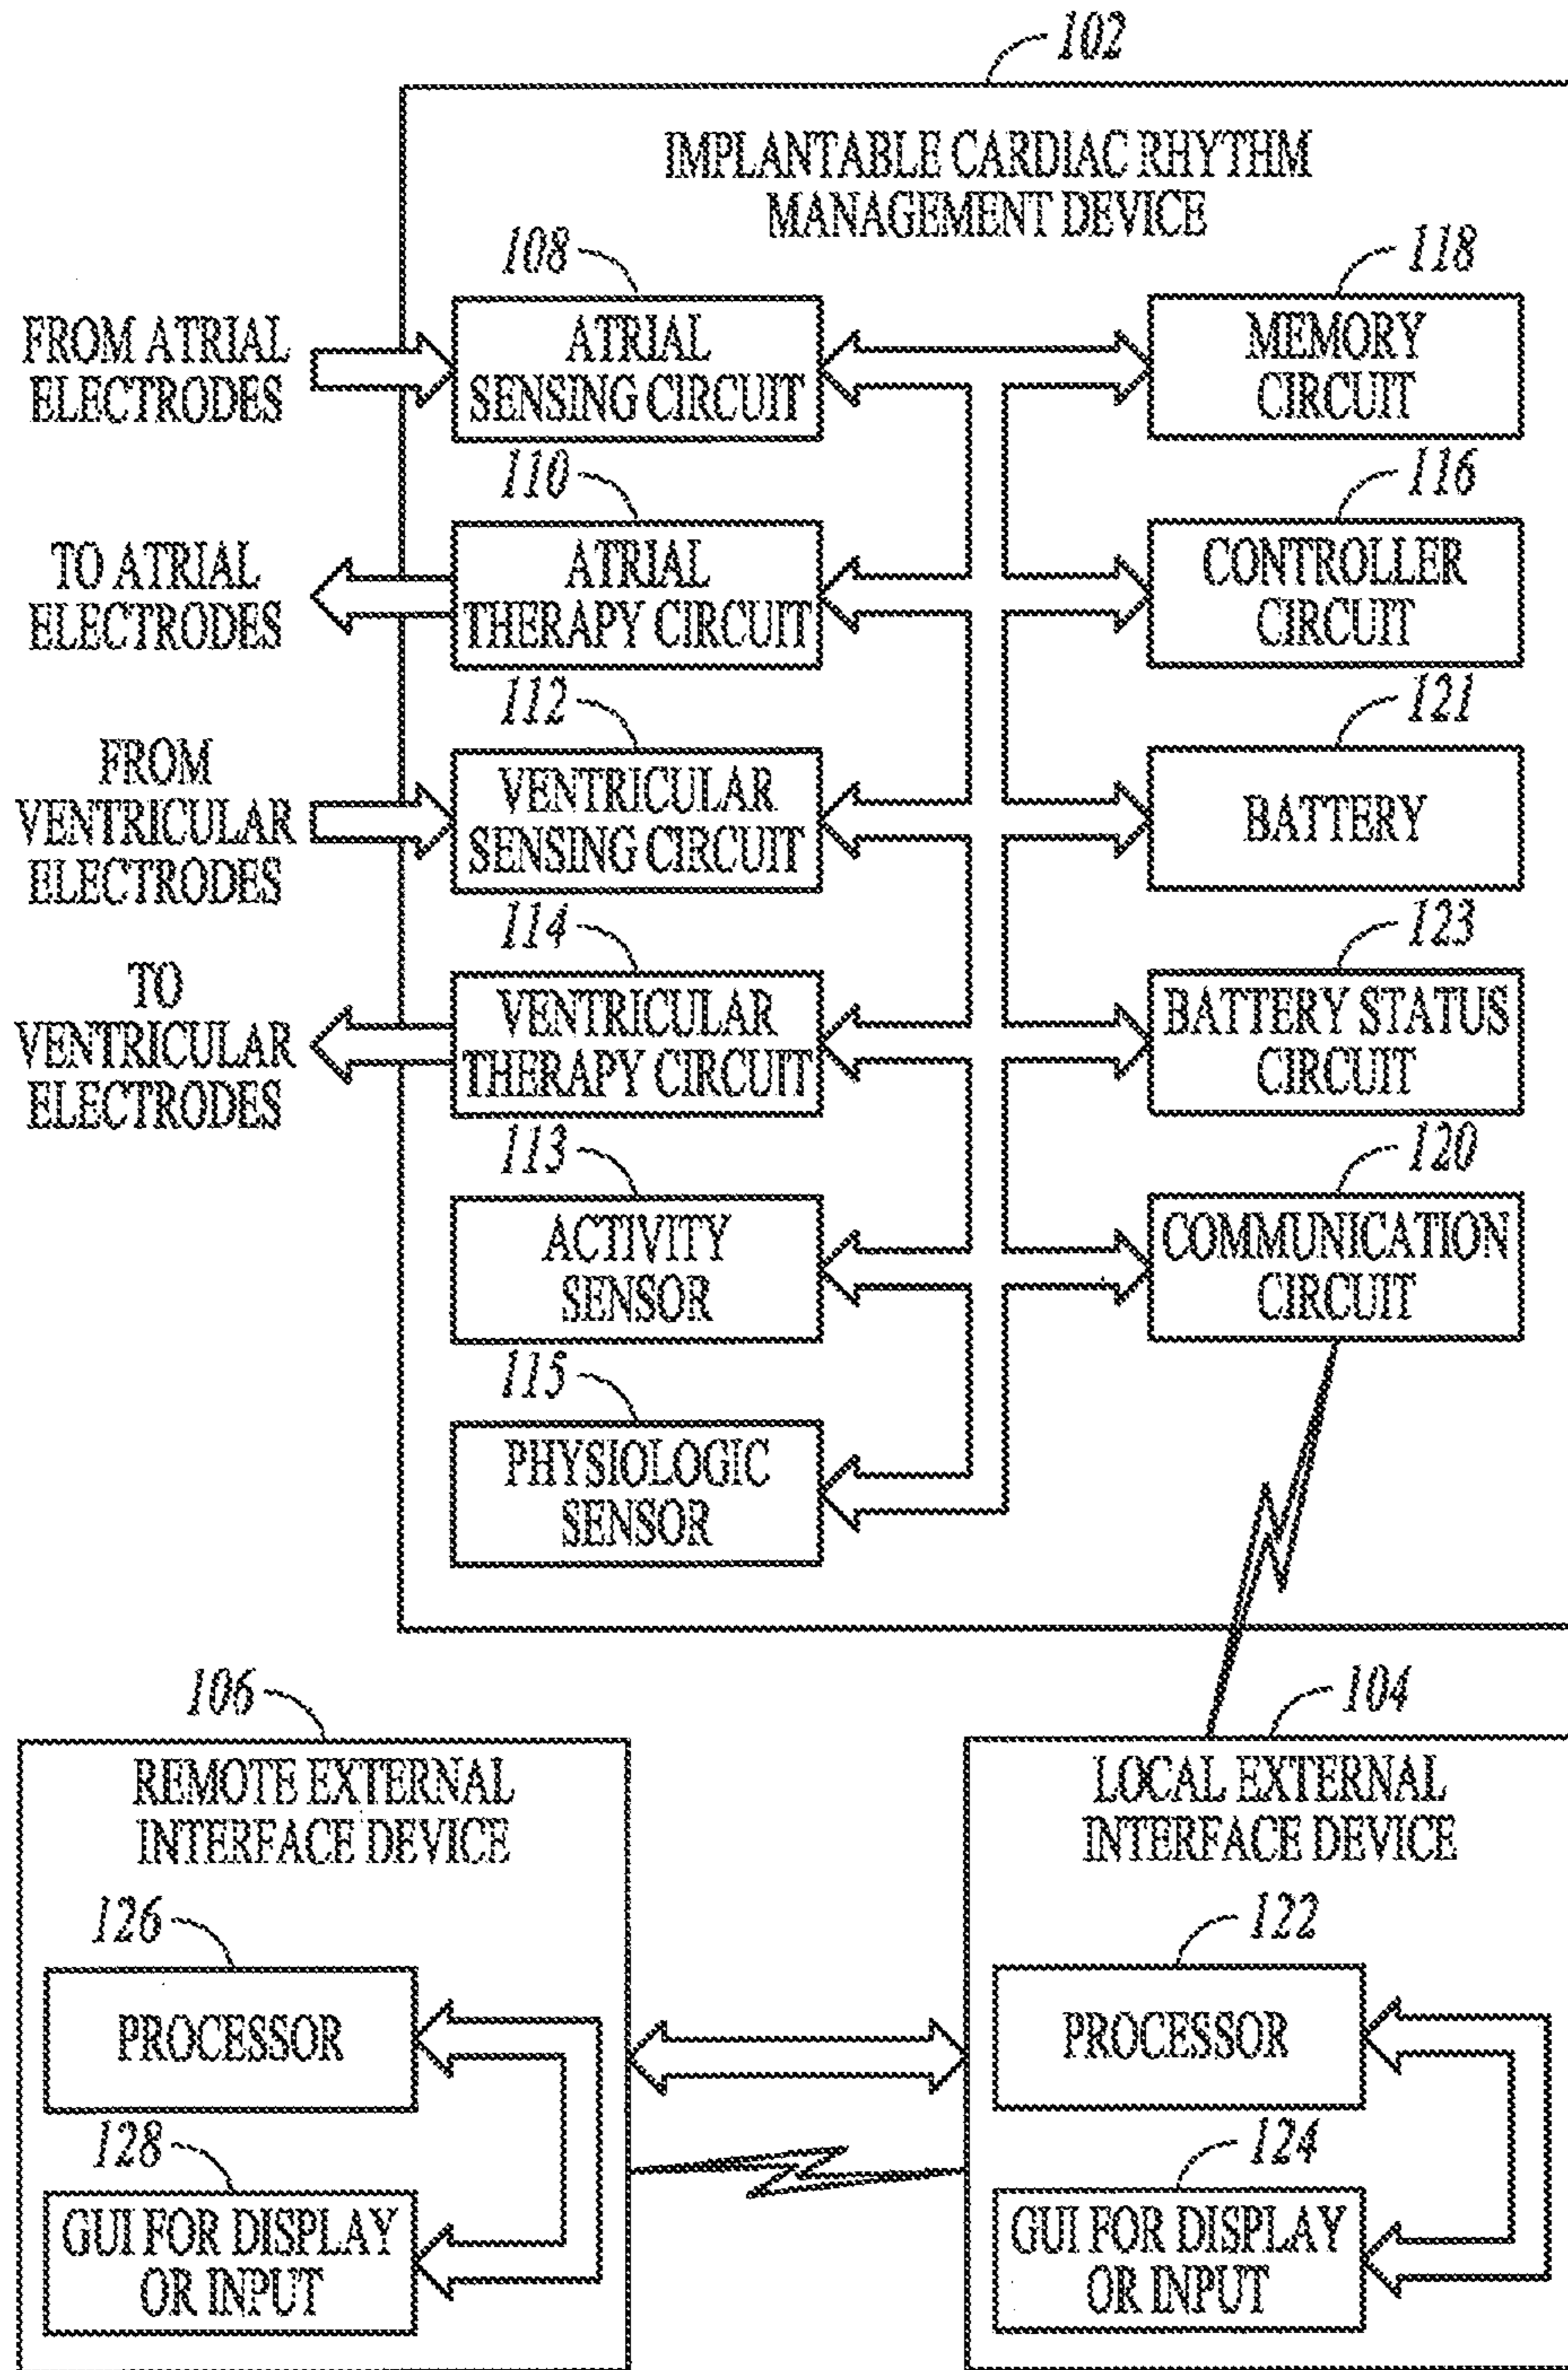 102
IMPLANTABLE CARDIAC RHYTHM
MANAGEMENT DEVICE
108
118
FROM ATRIAL
ELECTRODES
ATRIAL
SENSING CIRCUIT
MEMORY
CIRCUIT
110
116
TO ATRIAL
ELECTRODES
ATRIAL
THERAPY CIRCUIT
CONTROLLER
CIRCUIT
112
121
FROM
VENTRICULAR
ELECTRODES
VENTRICULAR
SENSING CIRCUIT
BATTERY
114
123
TO
VENTRICULAR
ELECTRODES
VENTRICULAR
THERAPY CIRCUIT
BATTERY STATUS
CIRCUIT
113
120
ACTIVITY
SENSOR
COMMUNICATION
CIRCUIT
115
PHYSIOLOGIC
SENSOR
106
104
REMOTE EXTERNAL
INTERFACE DEVICE
LOCAL EXTERNAL
INTERFACE DEVICE
126
122
PROCESSOR
PROCESSOR
128
124
GUI FOR DISPLAY
OR INPUT
GUI FOR DISPLAY
OR INPUT